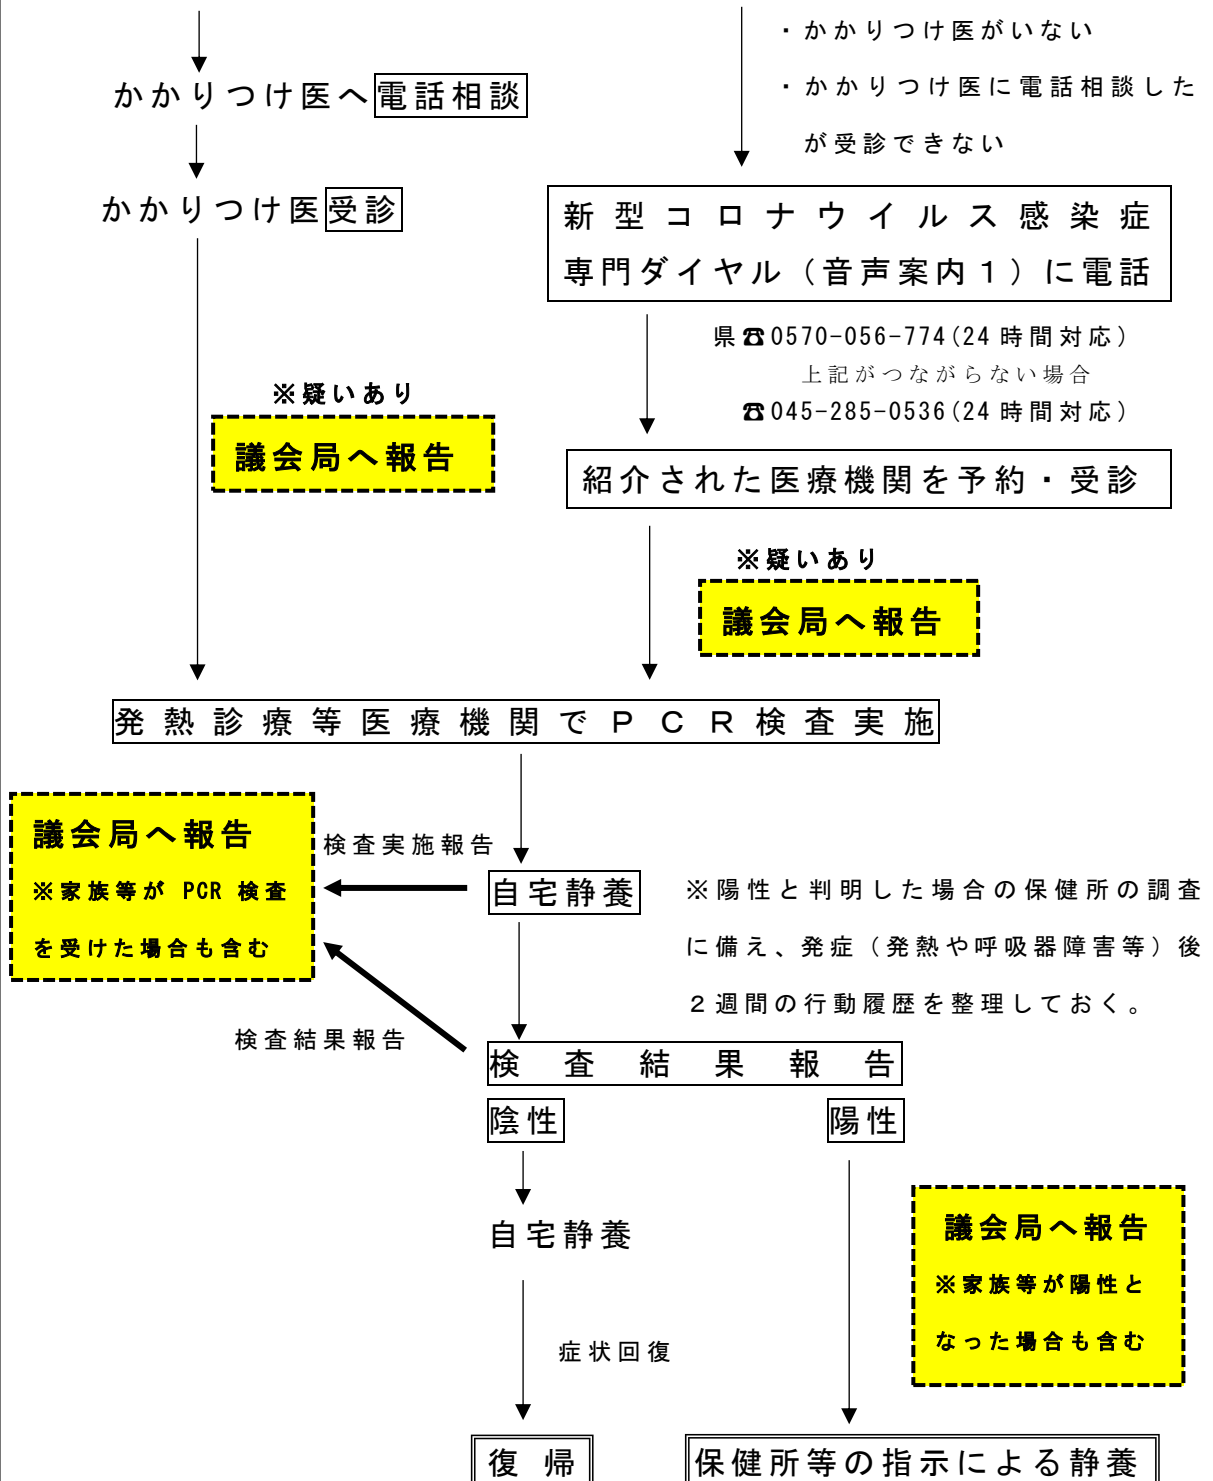 ・かかりつけ医がいない
・かかりつけ医に電話相談した
が受診できない
かかりつけ医へ電話相談
かかりつけ医受診
新型コロナウイルス感染症
専門ダイヤル（音声案内１）に電話
県☎0570-056-774(24時間対応)
上記がつながらない場合
☎045-285-0536(24時間対応)
※疑いあり
議会局へ報告
紹介された医療機関を予約・受診
※疑いあり
議会局へ報告
発熱診療等医療機関でＰＣＲ検査実施
議会局へ報告
※家族等が PCR 検査
を受けた場合も含む
検査実施報告
自宅静養
※陽性と判明した場合の保健所の調査
に備え、発症（発熱や呼吸器障害等）後
２週間の行動履歴を整理しておく。
検査結果報告
検査結果報告
陰性
陽性
自宅静養
議会局へ報告
※家族等が陽性と
なった場合も含む
症状回復
復帰
保健所等の指示による静養